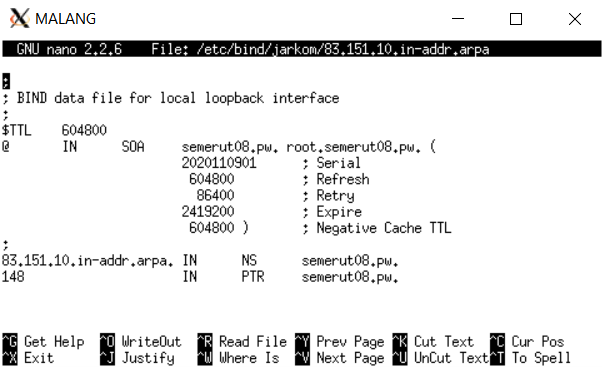 MALANG
GNU nano 2.2.6 File: /etc/bind/jarkom/83.151.10.in-addr.arpa
;
; BIND data file for local loopback interface
;
$TTL 604800
@ IN SOA semerut08.pw. root.semerut08.pw. (
2020110901 ; Serial
604800 ; Refresh
86400 ; Retry
2419200 ; Expire
604800 ) ; Negative Cache TTL
;
83.151.10.in-addr.arpa. IN NS semerut08.pw.
148 IN PTR semerut08.pw.
^G Get Help ^O WriteOut ^R Read File ^Y Prev Page ^K Cut Text ^C Cur Pos
^X Exit ^J Justify ^W Where Is ^V Next Page ^U UnCut Text ^T To Spell